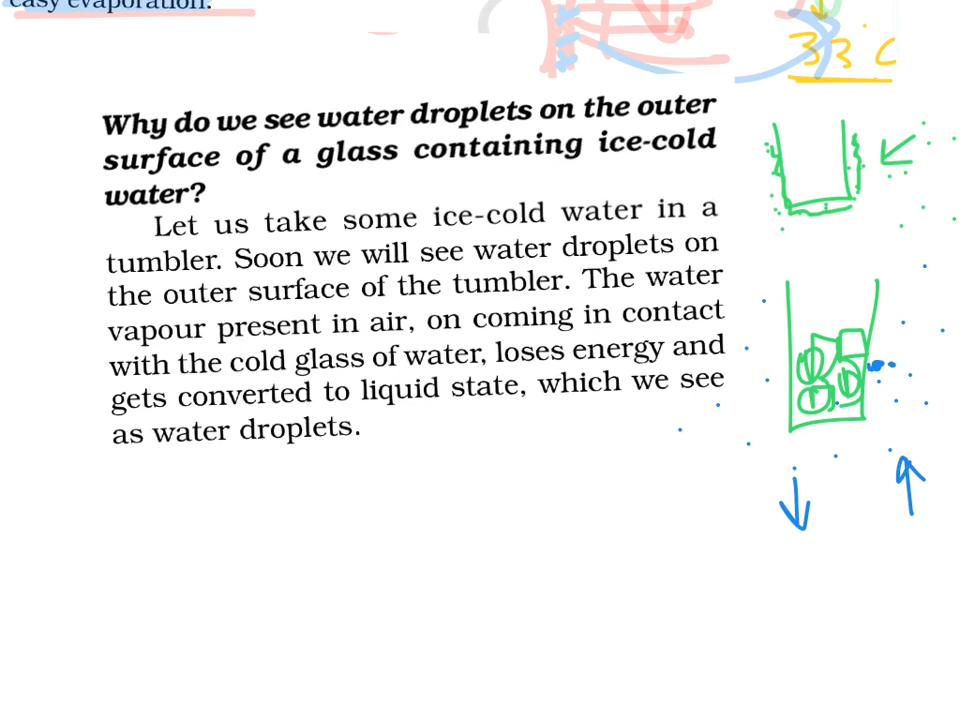 easy evaporation.
33°C
Why do we see water droplets on the outer
surface of a glass containing ice-cold
water?
Let us take some ice-cold water in a
tumbler. Soon we will see water droplets on
the outer surface of the tumbler. The water
vapour present in air, on coming in contact
with the cold glass of water, loses energy and
gets converted to liquid state, which we see
as water droplets.